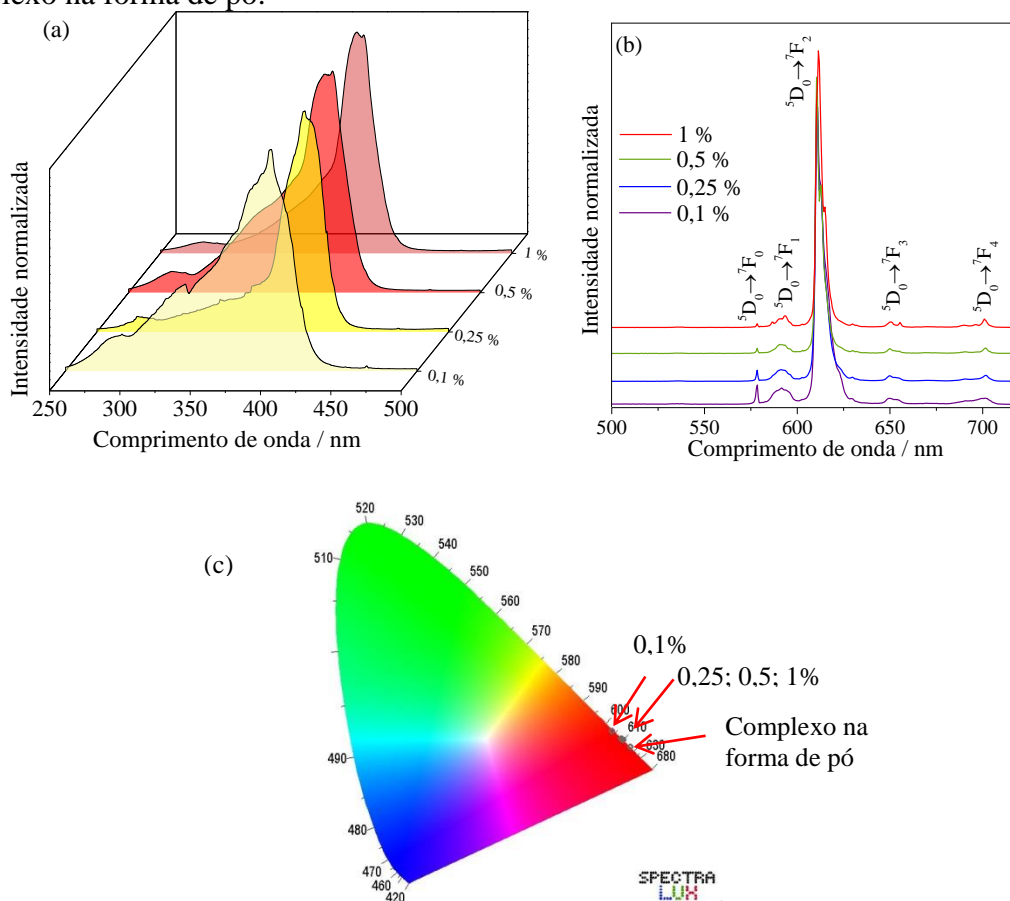 lexo na forma de pó.
(a)
Intensidade normalizada
1 %
0,5 %
0,25 %
0,1 %
250 300 350 400 450 500
Comprimento de onda / nm
(b)
Intensidade normalizada
1 %
0,5 %
0,25 %
0,1 %
⁵D₀→⁷F₀
⁵D₀→⁷F₁
⁵D₀→⁷F₂
⁵D₀→⁷F₃
⁵D₀→⁷F₄
500 550 600 650 700
Comprimento de onda / nm
(c)
520
530
540
550
560
570
580
590
600
680
510
490
480
470
460
420
0,1%
0,25; 0,5; 1%
Complexo na
forma de pó
SPECTRA
LUX